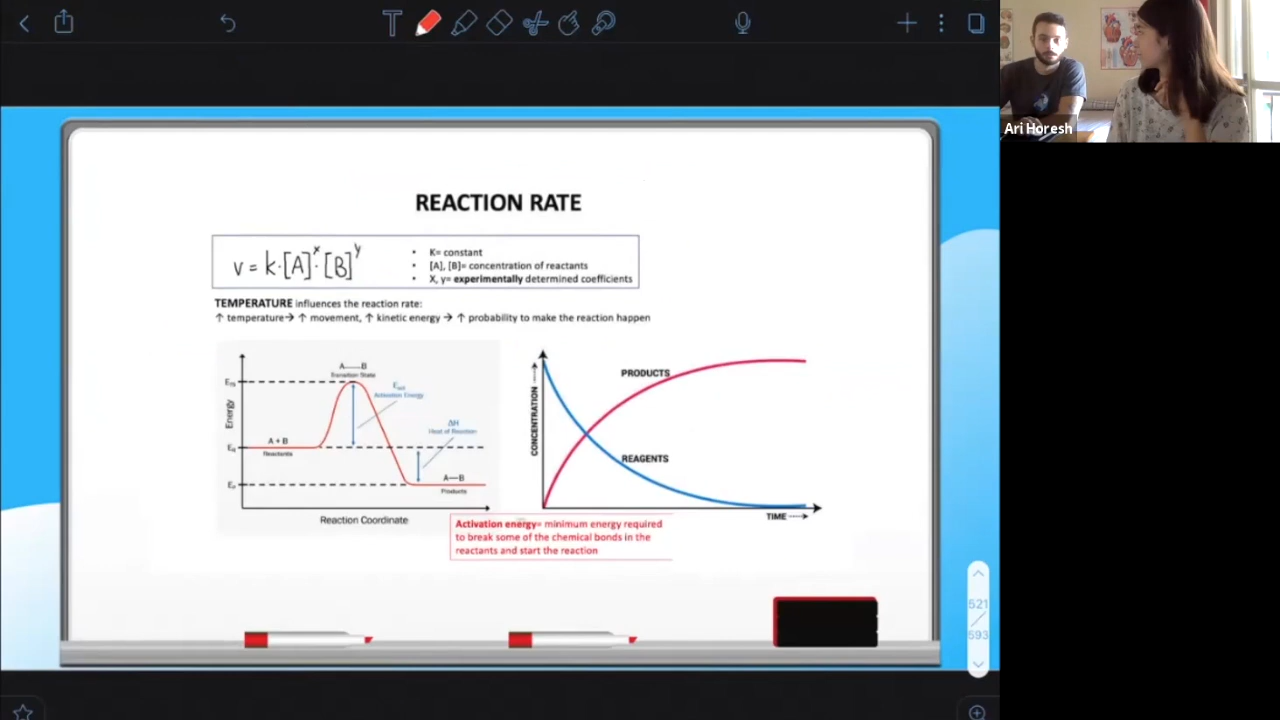 Ari Horesh
REACTION RATE
v = k·[A]ˣ·[B]ʸ
• K= constant
• [A], [B]= concentration of reactants
• X, y= experimentally determined coefficients
TEMPERATURE influences the reaction rate:
↑ temperature→ ↑ movement, ↑ kinetic energy → ↑ probability to make the reaction happen
A——B
Transition State
Activation Energy
Energy
ΔH
Heat of Reaction
A + B
Reactants
A—B
Products
Reaction Coordinate
PRODUCTS
CONCENTRATION
REAGENTS
TIME
Activation energy= minimum energy required
to break some of the chemical bonds in the
reactants and start the reaction
521
/
593